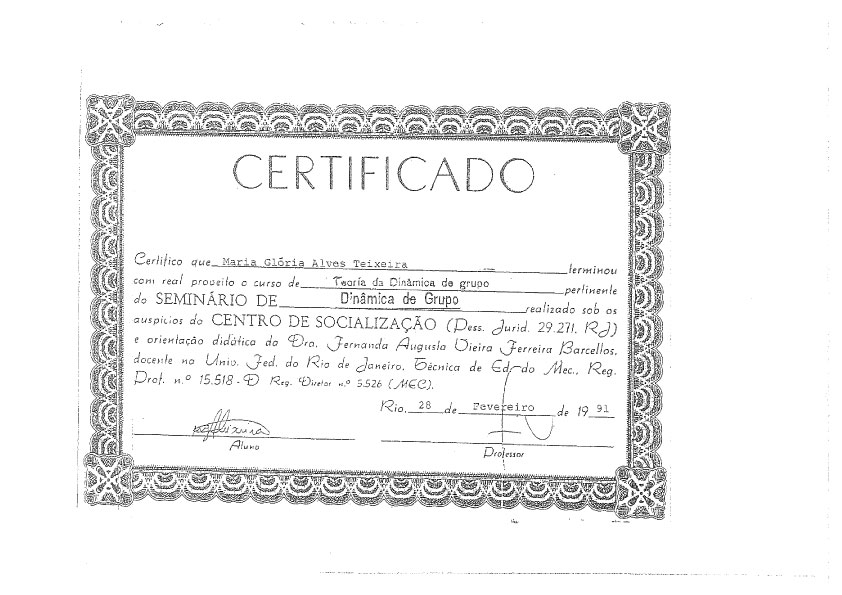 CERTIFICADO
Certifico que Maria Glória Alves Teixeira terminou
com real proveito o curso de Teoria da Dinâmica de grupo pertinente
do SEMINÁRIO DE Dinâmica de Grupo realizado sob os
auspícios do CENTRO DE SOCIALIZAÇÃO (Pess. Jurid. 29.271, RJ)
e orientação didática da Dra. Fernanda Augusta Vieira Ferreira Barcellos,
docente na Univ. Fed. do Rio de Janeiro, Técnica de Ed. do Mec., Reg.
Prof. n.º 15.518-D Reg. Diretor n.º 5.526 (MEC).
Rio, 28 de Fevereiro de 19 91
Aluno
Professor